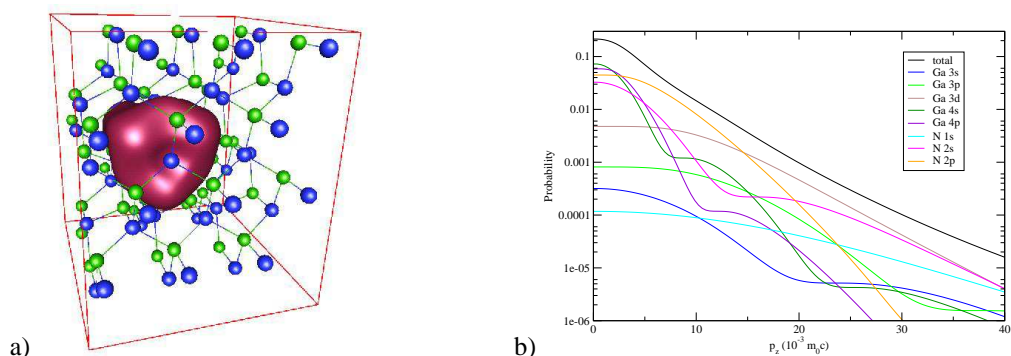 a)
b)
Probability
0.1
0.01
0.001
0.0001
1e-05
1e-06
total
Ga 3s
Ga 3p
Ga 3d
Ga 4s
Ga 4p
N 1s
N 2s
N 2p
0 10 20 30 40
p_z (10^-3 m_0c)